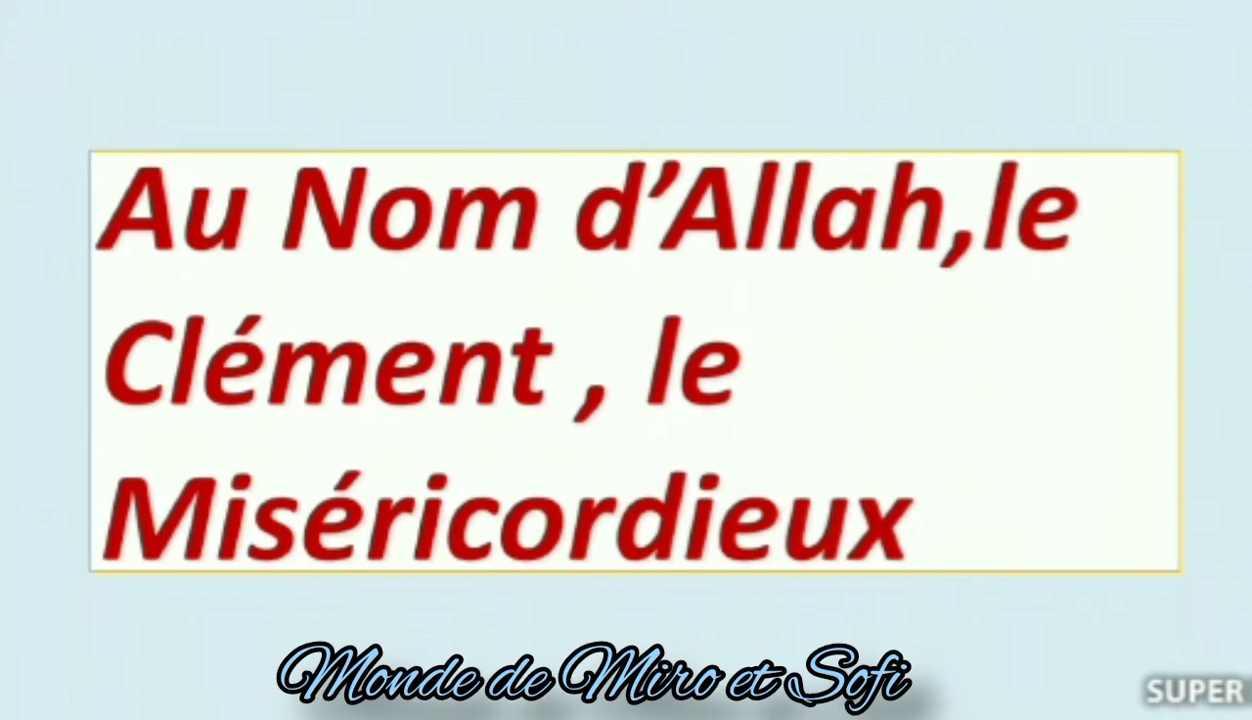 Au Nom d’Allah,le
Clément , le
Miséricordieux
Monde de Miro et Sofi
SUPER